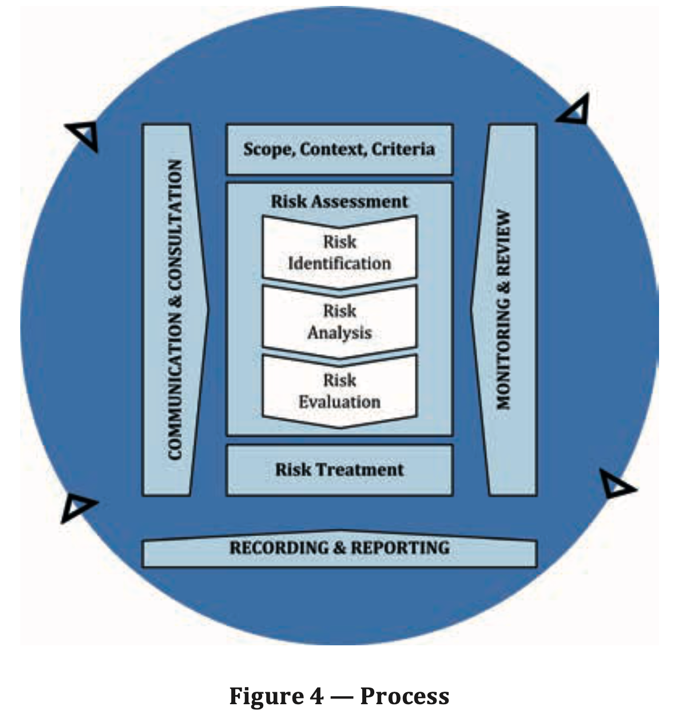 Scope, Context, Criteria
Risk Assessment
Risk
Identification
Risk
Analysis
Risk
Evaluation
Risk Treatment
COMMUNICATION & CONSULTATION
MONITORING & REVIEW
RECORDING & REPORTING
Figure 4 — Process